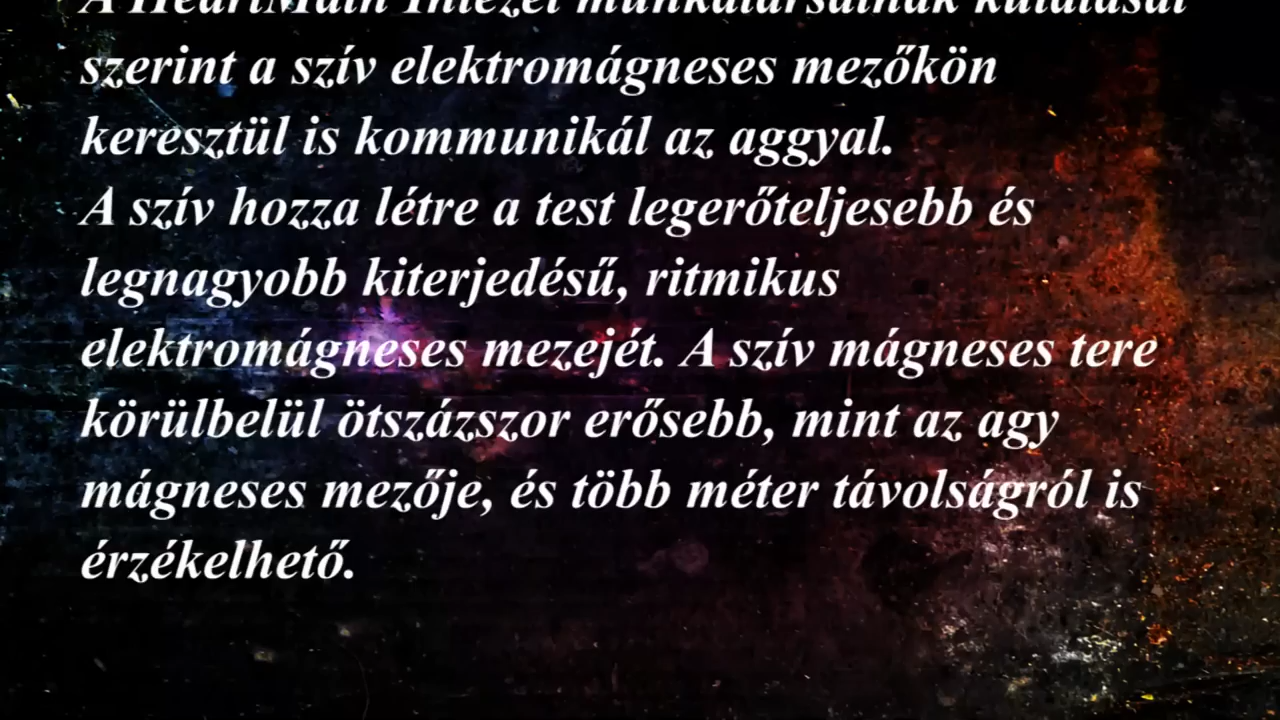 A HeartMath Intézet munkatársainak kutatásai
szerint a szív elektromágneses mezőkön
keresztül is kommunikál az aggyal.
A szív hozza létre a test legerőteljesebb és
legnagyobb kiterjedésű, ritmikus
elektromágneses mezejét. A szív mágneses tere
körülbelül ötszázszor erősebb, mint az agy
mágneses mezője, és több méter távolságról is
érzékelhető.